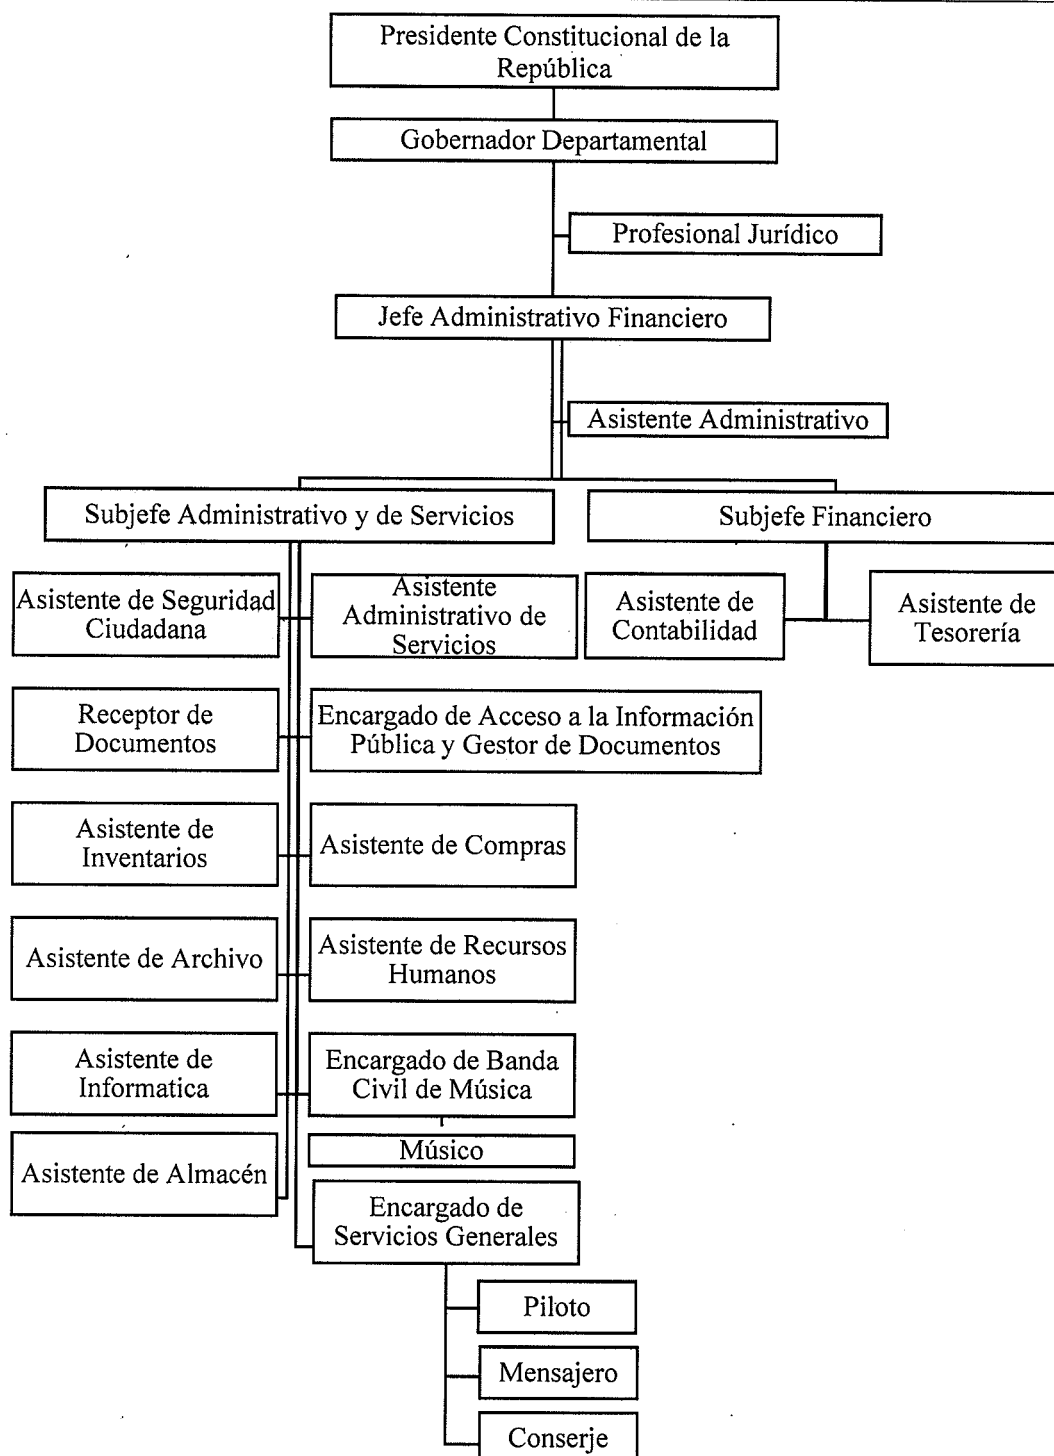 Presidente Constitucional de la
República
Gobernador Departamental
Profesional Jurídico
Jefe Administrativo Financiero
Asistente Administrativo
Subjefe Administrativo y de Servicios
Subjefe Financiero
Asistente de Seguridad
Ciudadana
Asistente
Administrativo de
Servicios
Asistente de
Contabilidad
Asistente de
Tesorería
Receptor de
Documentos
Encargado de Acceso a la Información
Pública y Gestor de Documentos
Asistente de
Inventarios
Asistente de Compras
Asistente de Archivo
Asistente de Recursos
Humanos
Asistente de
Informatica
Encargado de Banda
Civil de Música
Músico
Asistente de Almacén
Encargado de
Servicios Generales
Piloto
Mensajero
Conserje